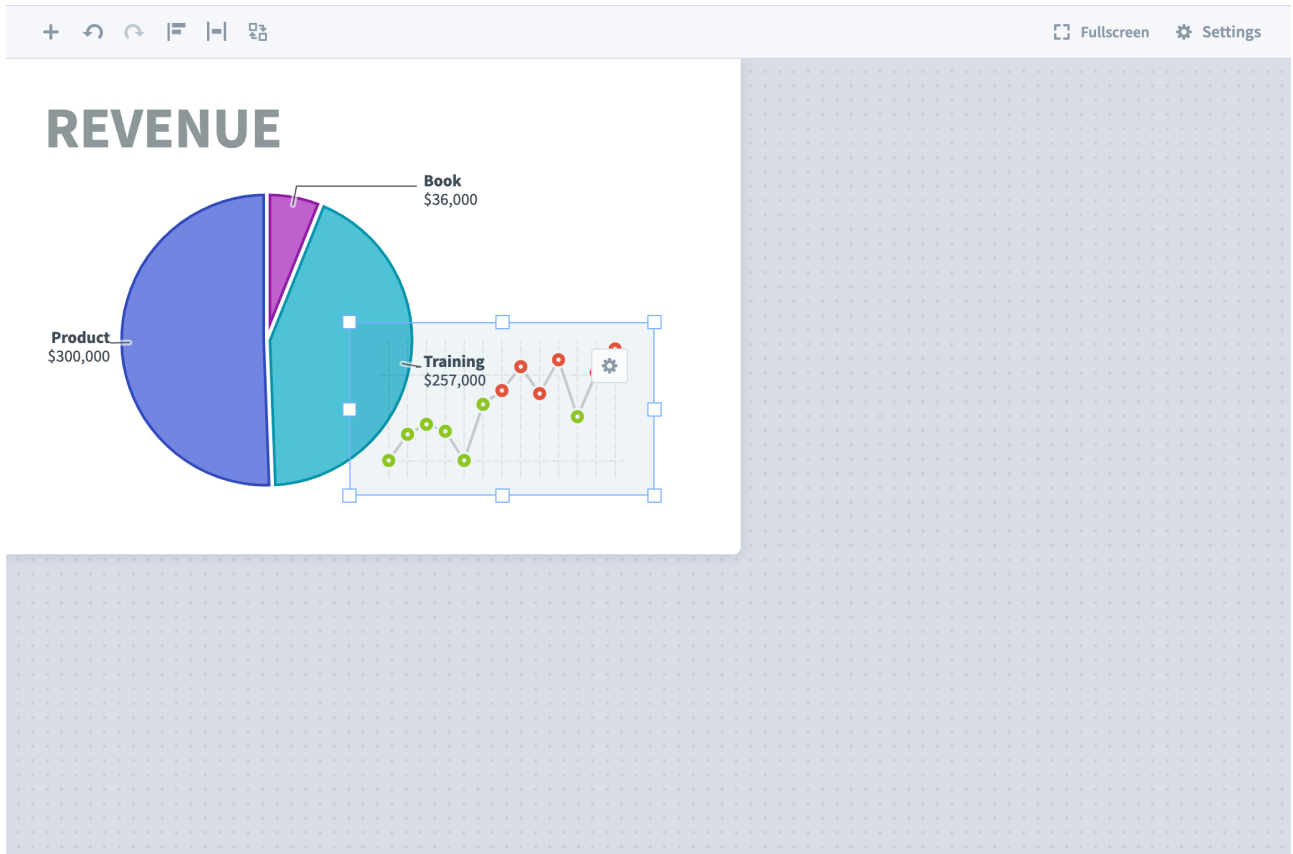 Fullscreen
Settings
REVENUE
Book
$36,000
Product
$300,000
Training
$257,000